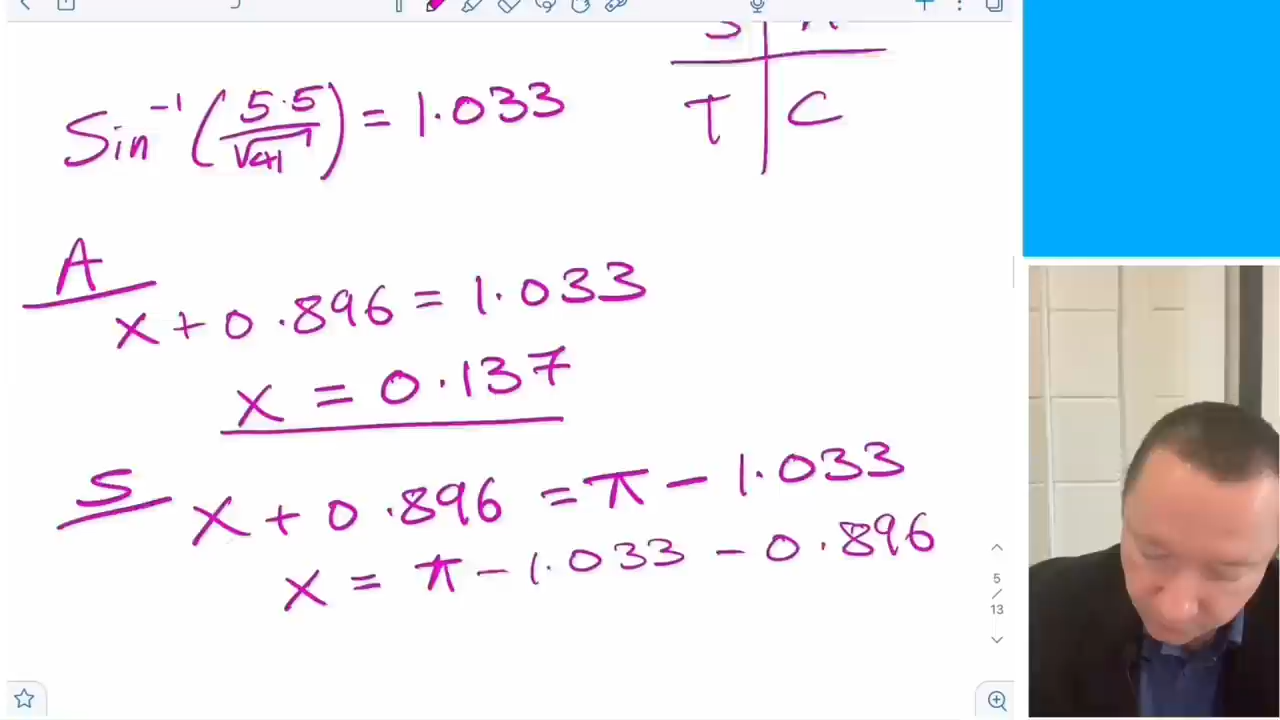 S A
T C
Sin⁻¹(5.5/√41) = 1.033
A
x + 0.896 = 1.033
x = 0.137
S x + 0.896 = π − 1.033
x = π − 1.033 − 0.896
5
/
13